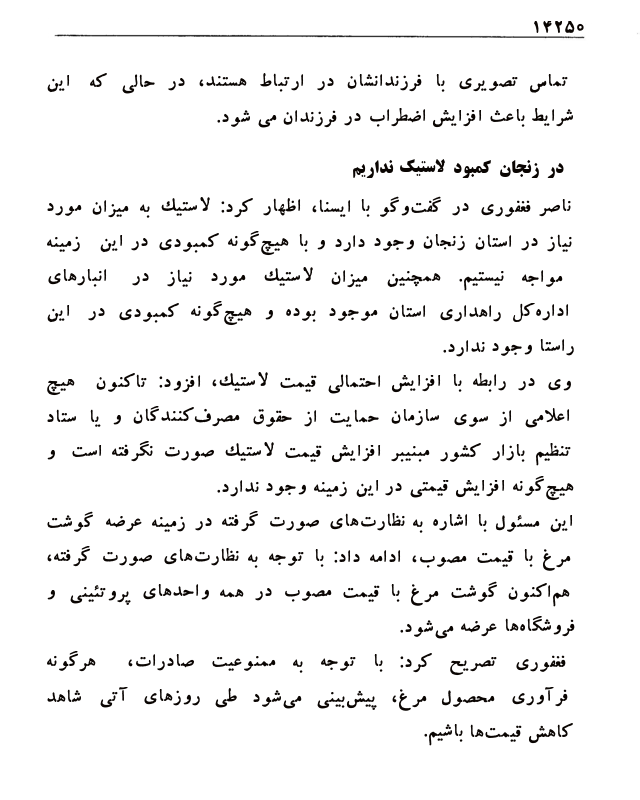 ۱۴۲۵۰
تماس تصویری با فرزندانشان در ارتباط هستند، در حالی که این
شرایط باعث افزایش اضطراب در فرزندان می شود.
در زنجان کمبود لاستیک نداریم
ناصر فغفوری در گفت‌وگو با ایسنا، اظهار کرد: لاستیك به میزان مورد
نیاز در استان زنجان وجود دارد و با هیچ‌گونه کمبودی در این زمینه
مواجه نیستیم. همچنین میزان لاستیك مورد نیاز در انبارهای
اداره‌کل راهداری استان موجود بوده و هیچ‌گونه کمبودی در این
راستا وجود ندارد.
وی در رابطه با افزایش احتمالی قیمت لاستیك، افزود: تاکنون هیچ
اعلامی از سوی سازمان حمایت از حقوق مصرف‌کنندگان و یا ستاد
تنظیم بازار کشور مبنیبر افزایش قیمت لاستیك صورت نگرفته است و
هیچ‌گونه افزایش قیمتی در این زمینه وجود ندارد.
این مسئول با اشاره به نظارت‌های صورت گرفته در زمینه عرضه گوشت
مرغ با قیمت مصوب، ادامه داد: با توجه به نظارت‌های صورت گرفته،
هم‌اکنون گوشت مرغ با قیمت مصوب در همه واحدهای پروتئینی و
فروشگاه‌ها عرضه می‌شود.
فغفوری تصریح کرد: با توجه به ممنوعیت صادرات، هرگونه
فرآوری محصول مرغ، پیش‌بینی می‌شود طی روزهای آتی شاهد
کاهش قیمت‌ها باشیم.